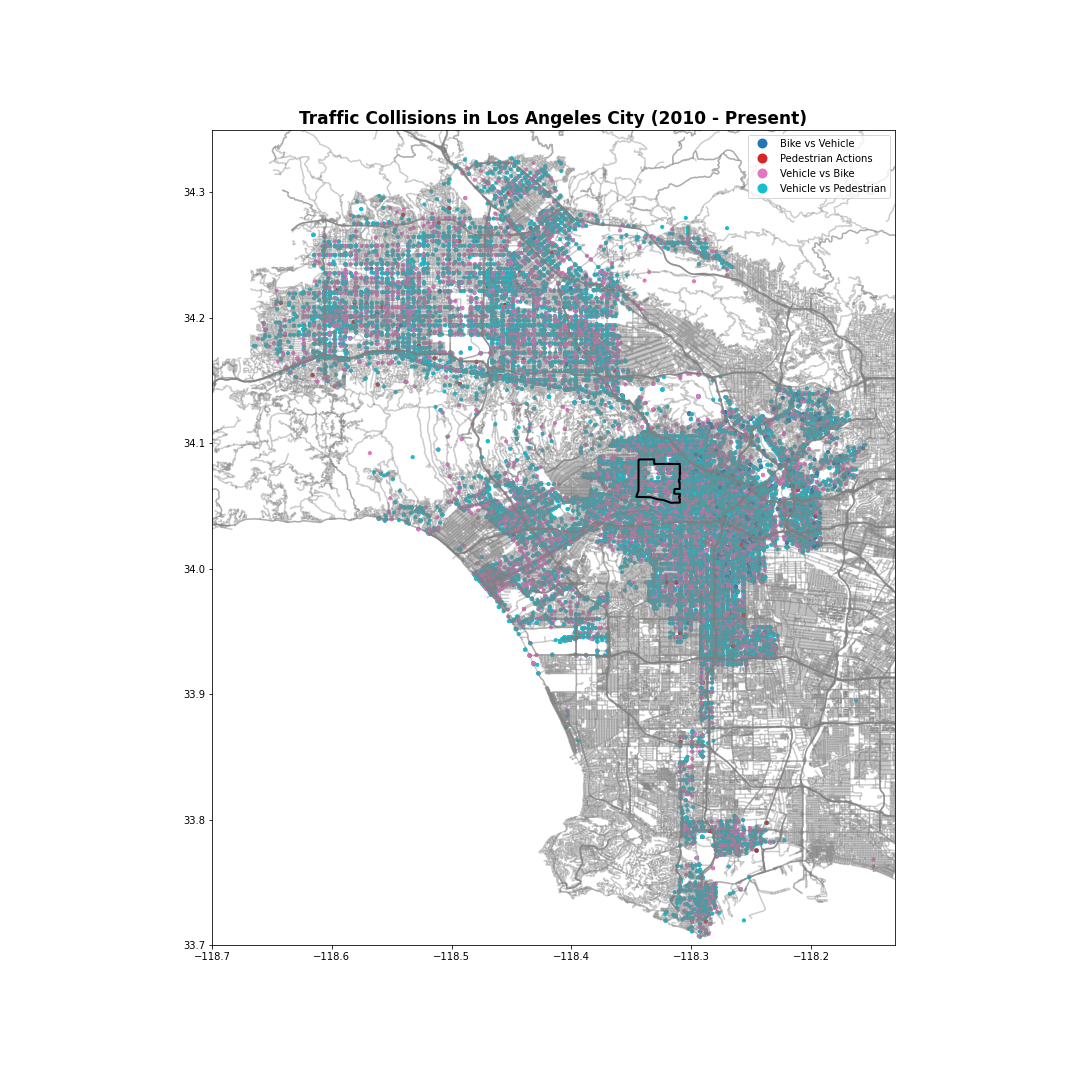 Traffic Collisions in Los Angeles City (2010 - Present)
Bike vs Vehicle
Pedestrian Actions
Vehicle vs Bike
Vehicle vs Pedestrian
34.3
34.2
34.1
34.0
33.9
33.8
33.7
−118.7 −118.6 −118.5 −118.4 −118.3 −118.2